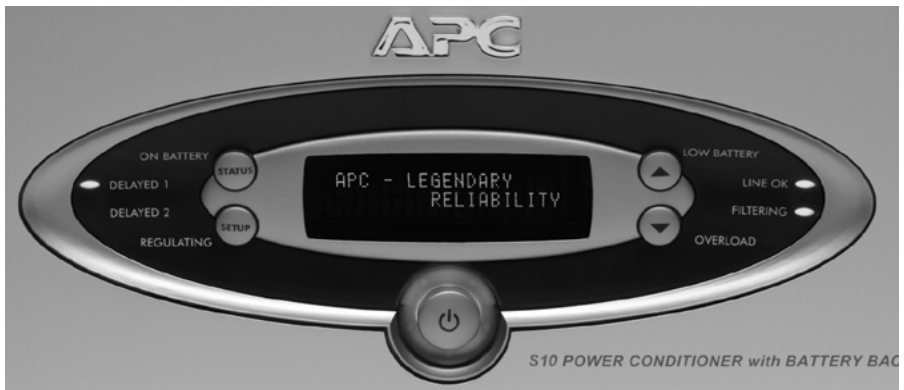 APC
ON BATTERY
STATUS
DELAYED 1
DELAYED 2
SETUP
REGULATING
APC - LEGENDARY
RELIABILITY
LOW BATTERY
LINE OK
FILTERING
OVERLOAD
S10 POWER CONDITIONER with BATTERY BAC